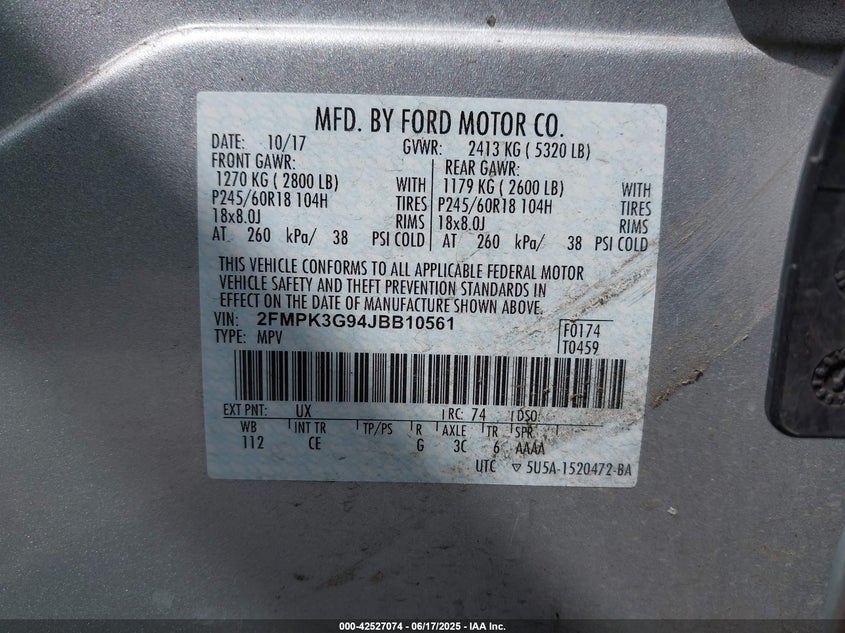 MFD. BY FORD MOTOR CO.
DATE: 10/17 GVWR: 2413 KG ( 5320 LB)
FRONT GAWR: REAR GAWR:
1270 KG ( 2800 LB) WITH 1179 KG ( 2600 LB) WITH
P245/60R18 104H TIRES P245/60R18 104H TIRES
18x8.0J RIMS 18x8.0J RIMS
AT 260 kPa/ 38 PSI COLD AT 260 kPa/ 38 PSI COLD
THIS VEHICLE CONFORMS TO ALL APPLICABLE FEDERAL MOTOR
VEHICLE SAFETY AND THEFT PREVENTION STANDARDS IN
EFFECT ON THE DATE OF MANUFACTURE SHOWN ABOVE.
VIN: 2FMPK3G94JBB10561 F0174
TYPE: MPV T0459
EXT PNT: UX RC: 74 DSO:
WB INT TR TP/PS R AXLE TR SPR
112 CE G 3C 6 AAAA
UTC ▽ 5U5A-1520472-BA
000-42527074 | 06/17/2025 - IAA Inc.